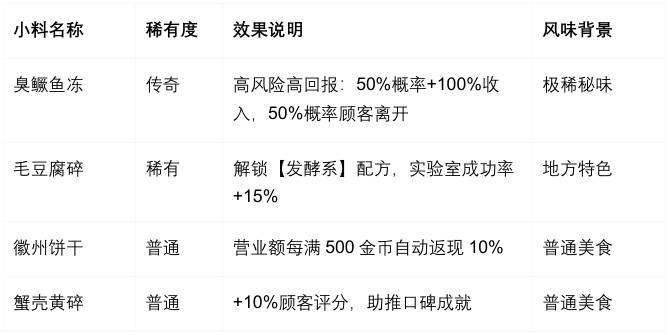 小料名称 稀有度 效果说明 风味背景
臭鳜鱼冻 传奇 高风险高回报：50%概率+100%收
入，50%概率顾客离开 极稀秘味
毛豆腐碎 稀有 解锁【发酵系】配方，实验室成功率
+15% 地方特色
徽州饼干 普通 营业额每满 500 金币自动返现 10% 普通美食
蟹壳黄碎 普通 +10%顾客评分，助推口碑成就 普通美食